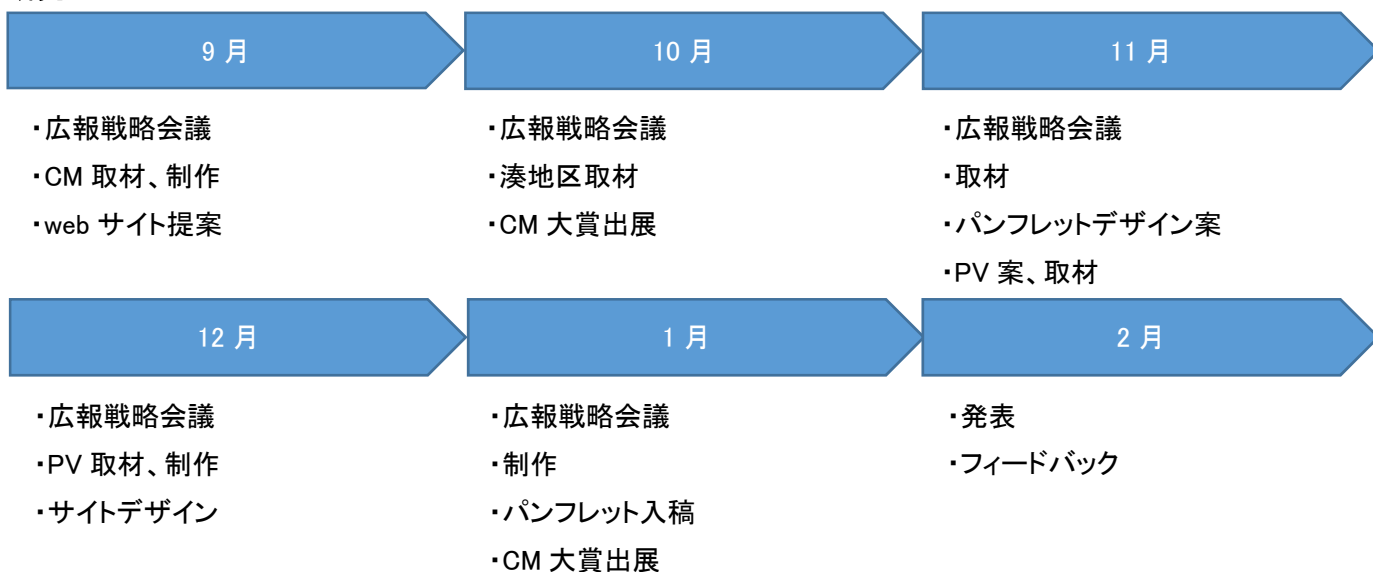 9 月
10 月
11 月
・広報戦略会議
・CM 取材、制作
・web サイト提案
・広報戦略会議
・湊地区取材
・CM 大賞出展
・広報戦略会議
・取材
・パンフレットデザイン案
・PV 案、取材
12 月
1 月
2 月
・広報戦略会議
・PV 取材、制作
・サイトデザイン
・広報戦略会議
・制作
・パンフレット入稿
・CM 大賞出展
・発表
・フィードバック